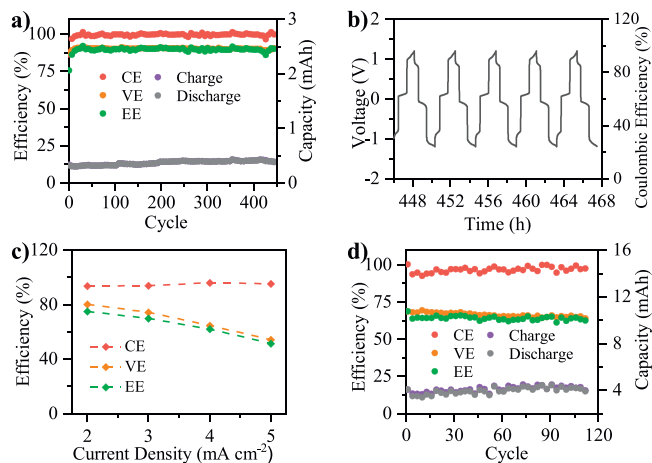 a)
Efficiency (%)
100
75
50
25
0
CE
VE
EE
Charge
Discharge
3
2
1
0
Capacity (mAh)
0
100
200
300
400
Cycle
b)
Voltage (V)
2
1
0
-1
-2
120
80
40
0
Coulombic Efficiency (%)
448
452
456
460
464
468
Time (h)
c)
Efficiency (%)
120
80
40
0
CE
VE
EE
2
3
4
5
Current Density (mA cm-2)
d)
Efficiency (%)
100
75
50
25
0
CE
VE
EE
Charge
Discharge
16
12
8
4
Capacity (mAh)
0
30
60
90
120
Cycle